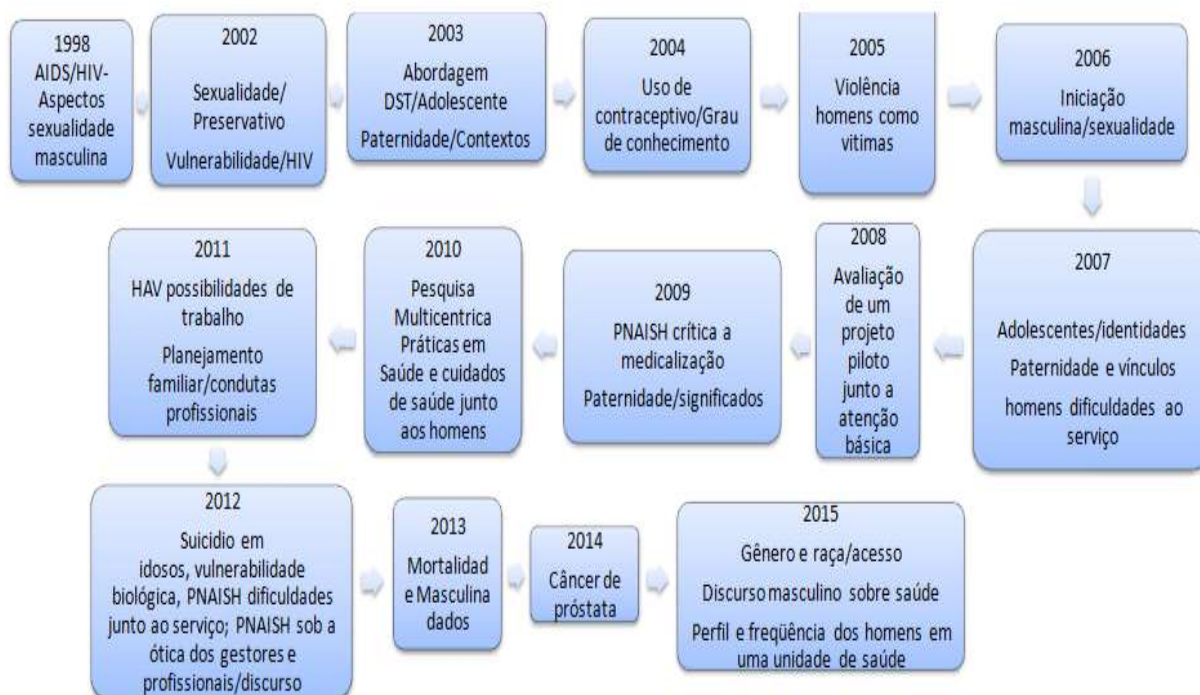 1998
AIDS/HIV-
Aspectos
sexualidade
masculina
2002
Sexualidade/
Preservativo
Vulnerabilidade/HIV
2003
Abordagem
DST/Adolescente
Paternidade/Contextos
2004
Uso de
contraceptivo/Grau
de conhecimento
2005
Violência
homens como
vitimas
2006
Iniciação
masculina/sexualidade
2007
Adolescentes/identidades
Paternidade e vínculos
homens dificuldades ao
serviço
2008
Avaliação
de um
projeto
piloto
junto a
atenção
básica
2009
PNAISH crítica a
medicalização
Paternidade/significados
2010
Pesquisa
Multicentrica
Práticas em
Saúde e cuidados
de saúde junto
aos homens
2011
HAV possibilidades de
trabalho
Planejamento
familiar/condutas
profissionais
2012
Suicidio em
idosos, vulnerabilidade
biológica, PNAISH dificuldades
junto ao serviço; PNAISH sob a
ótica dos gestores e
profissionais/discurso
2013
Mortalidad
e Masculina
dados
2014
Câncer de
próstata
2015
Gênero e raça/acesso
Discurso masculino sobre saúde
Perfil e freqüência dos homens em
uma unidade de saúde